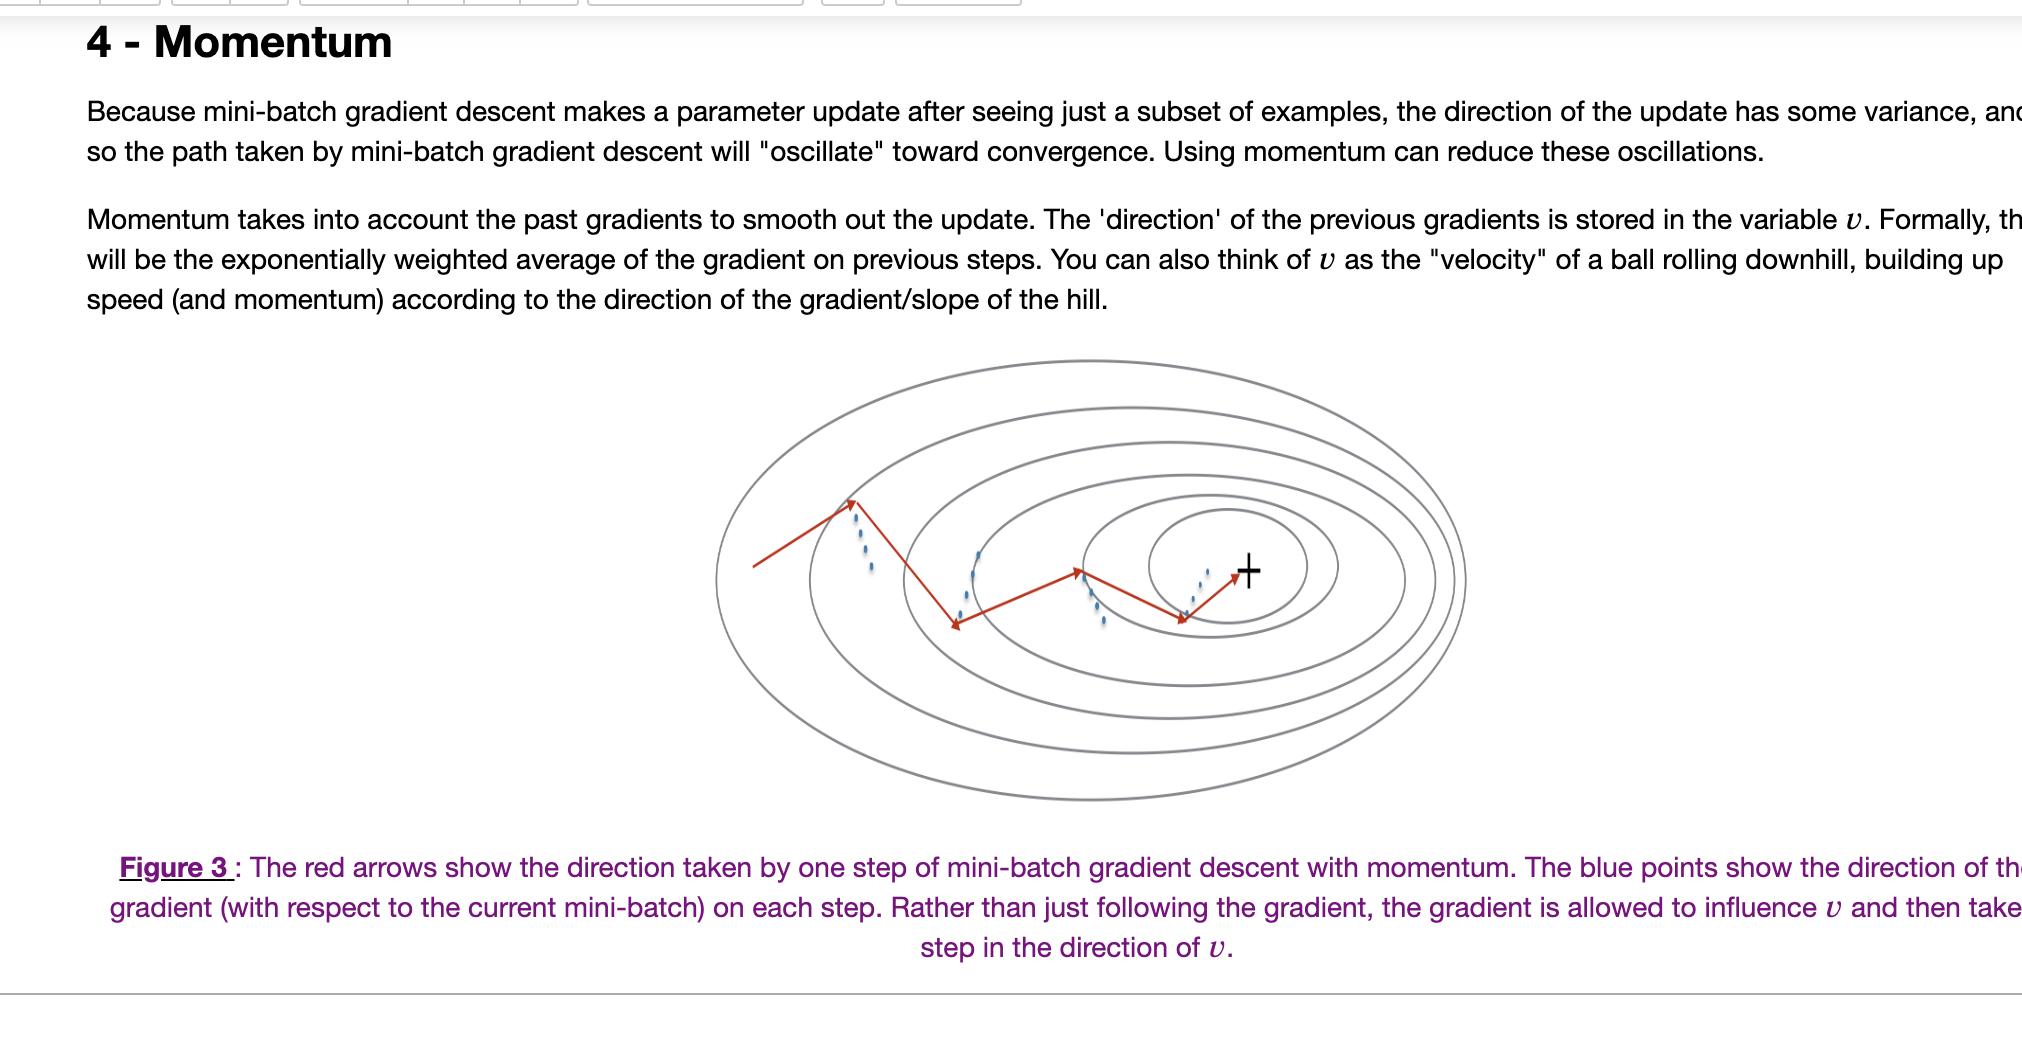 4 - Momentum
Because mini-batch gradient descent makes a parameter update after seeing just a subset of examples, the direction of the update has some variance, and
so the path taken by mini-batch gradient descent will "oscillate" toward convergence. Using momentum can reduce these oscillations.
Momentum takes into account the past gradients to smooth out the update. The 'direction' of the previous gradients is stored in the variable v. Formally, th
will be the exponentially weighted average of the gradient on previous steps. You can also think of v as the "velocity" of a ball rolling downhill, building up
speed (and momentum) according to the direction of the gradient/slope of the hill.
Figure 3 : The red arrows show the direction taken by one step of mini-batch gradient descent with momentum. The blue points show the direction of the
gradient (with respect to the current mini-batch) on each step. Rather than just following the gradient, the gradient is allowed to influence v and then take
step in the direction of v.